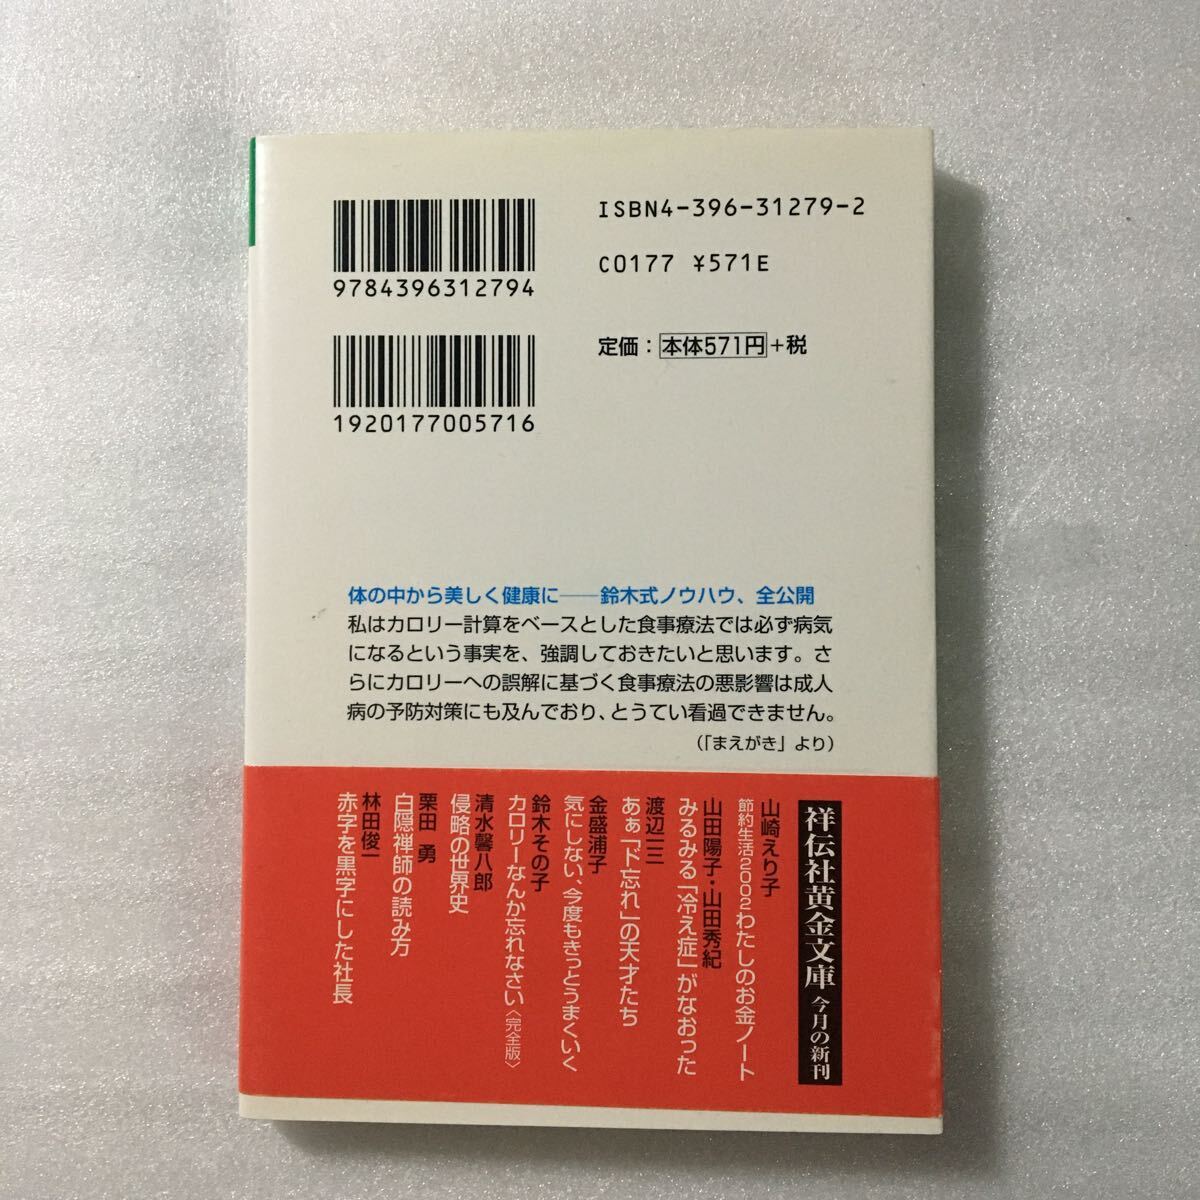 9784396312794
ISBN4-396-31279-2
C0177 ¥571E
1920177005716
定価：本体571円+税
体の中から美しく健康に――鈴木式ノウハウ、全公開
私はカロリー計算をベースとした食事療法では必ず病気
になるという事実を、強調しておきたいと思います。さ
らにカロリーへの誤解に基づく食事療法の悪影響は成人
病の予防対策にも及んでおり、とうてい看過できません。
（「まえがき」より）
祥伝社黄金文庫 今月の新刊
山崎えり子
節約生活2002わたしのお金ノート
山田陽子・山田秀紀
みるみる「冷え症」がなおった
渡辺一三
あぁ「ド忘れ」の天才たち
金盛浦子
気にしない、今度もきっとうまくいく
鈴木その子
カロリーなんか忘れなさい〈完全版〉
清水馨八郎
侵略の世界史
栗田 勇
白隠禅師の読み方
林田俊一
赤字を黒字にした社長